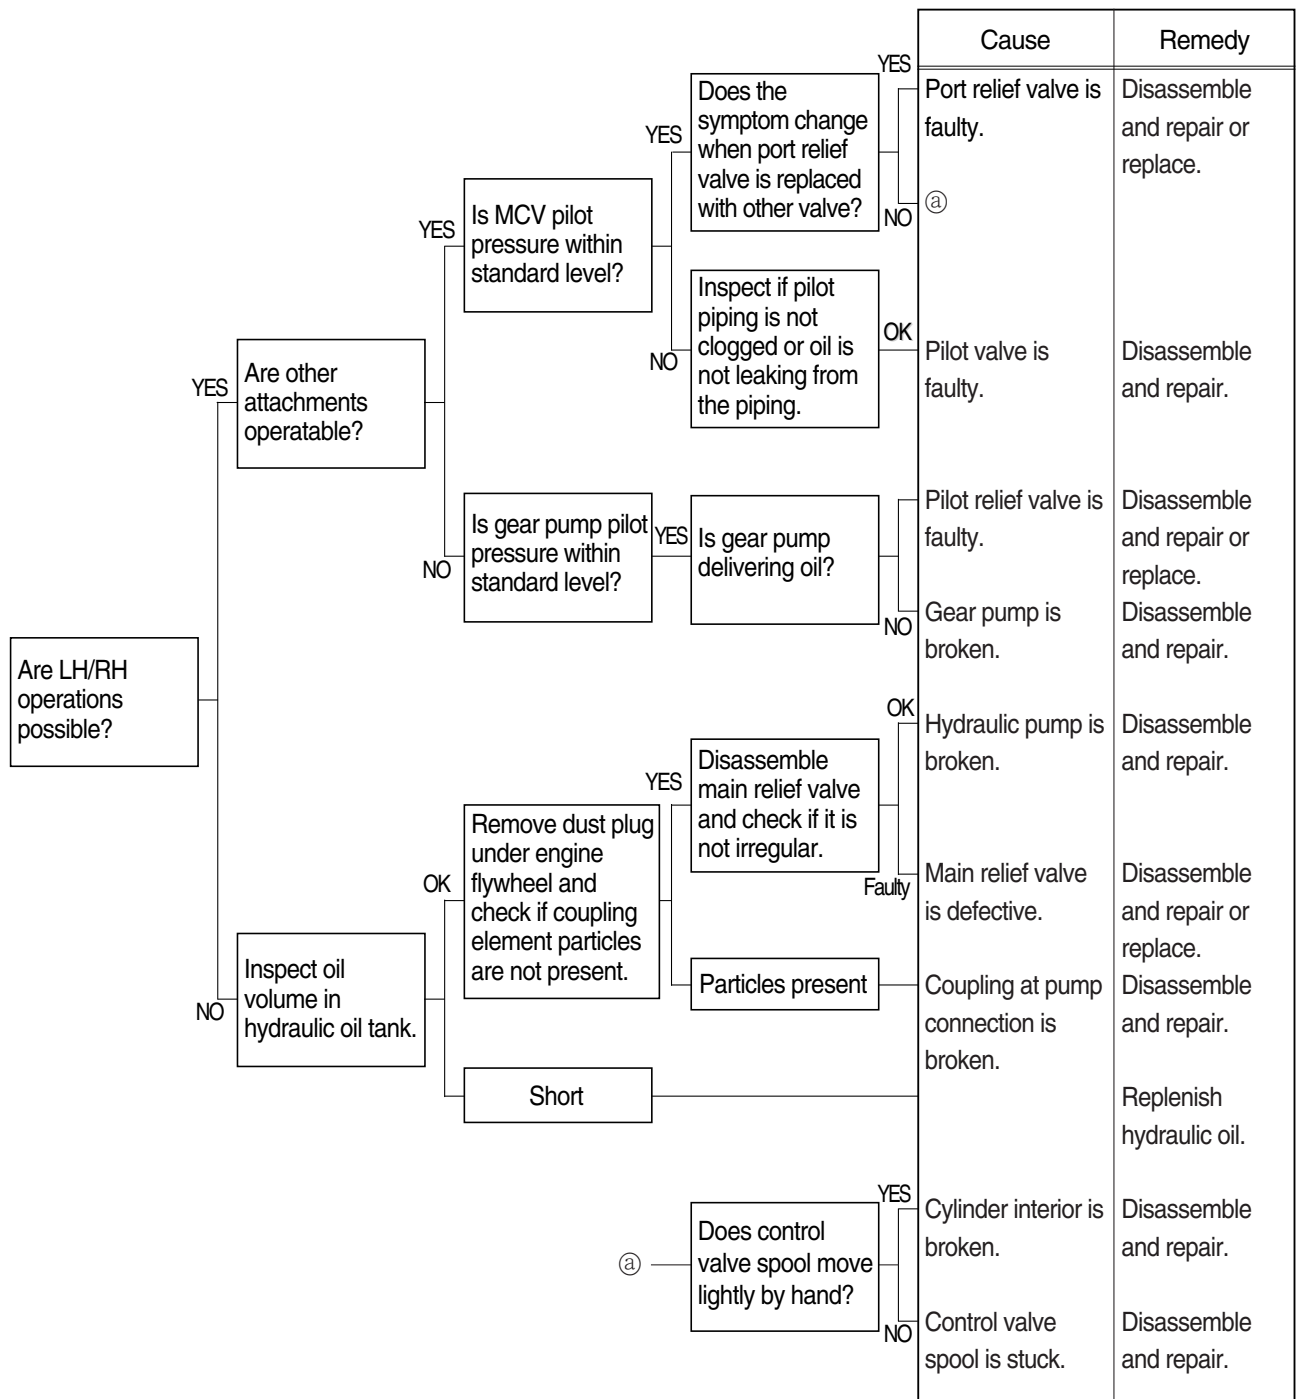 Cause
Remedy
YES
Does the
symptom change
when port relief
valve is replaced
with other valve?
YES
NO
Port relief valve is
faulty.
Disassemble
and repair or
replace.
ⓐ
YES
Is MCV pilot
pressure within
standard level?
NO
Inspect if pilot
piping is not
clogged or oil is
not leaking from
the piping.
OK
Pilot valve is
faulty.
Disassemble
and repair.
YES
Are other
attachments
operatable?
NO
Is gear pump pilot
pressure within
standard level?
YES
Is gear pump
delivering oil?
NO
Pilot relief valve is
faulty.
Disassemble
and repair or
replace.
Gear pump is
broken.
Disassemble
and repair.
Are LH/RH
operations
possible?
NO
Inspect oil
volume in
hydraulic oil tank.
OK
Remove dust plug
under engine
flywheel and
check if coupling
element particles
are not present.
YES
Disassemble
main relief valve
and check if it is
not irregular.
OK
Faulty
Hydraulic pump is
broken.
Disassemble
and repair.
Main relief valve
is defective.
Disassemble
and repair or
replace.
Particles present
Coupling at pump
connection is
broken.
Disassemble
and repair.
Short
Replenish
hydraulic oil.
ⓐ
Does control
valve spool move
lightly by hand?
YES
NO
Cylinder interior is
broken.
Disassemble
and repair.
Control valve
spool is stuck.
Disassemble
and repair.